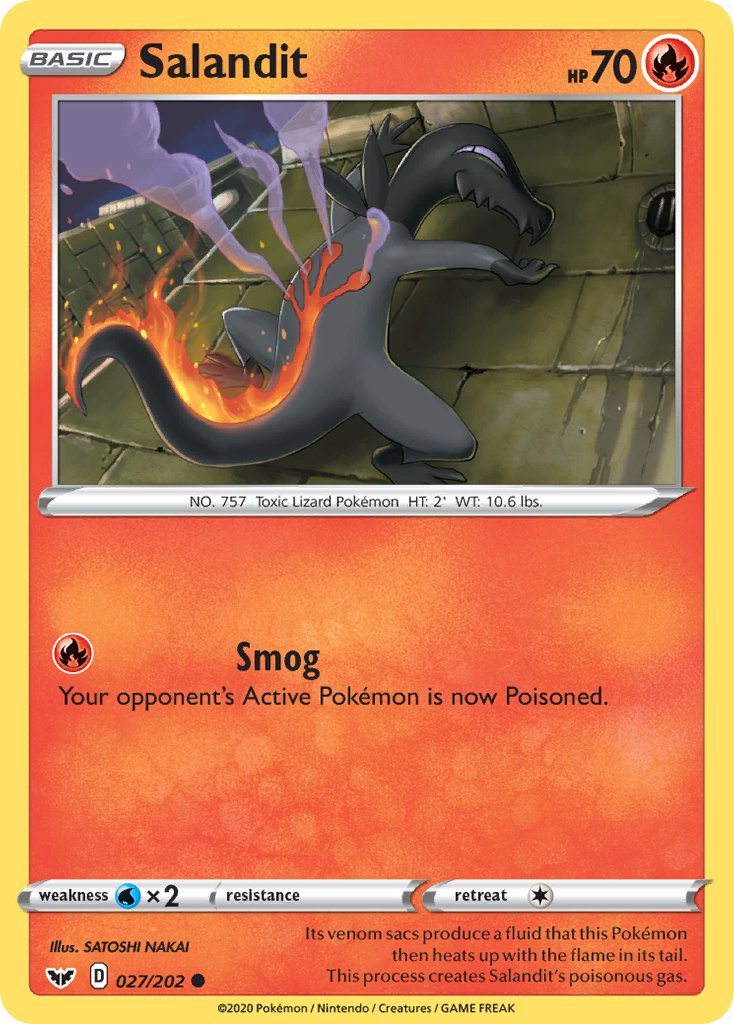 BASIC Salandit HP 70
NO. 757 Toxic Lizard Pokémon HT: 2' WT: 10.6 lbs.
Smog
Your opponent's Active Pokémon is now Poisoned.
weakness ×2 resistance retreat
Illus. SATOSHI NAKAI
Its venom sacs produce a fluid that this Pokémon
then heats up with the flame in its tail.
This process creates Salandit's poisonous gas.
D 027/202
©2020 Pokémon / Nintendo / Creatures / GAME FREAK